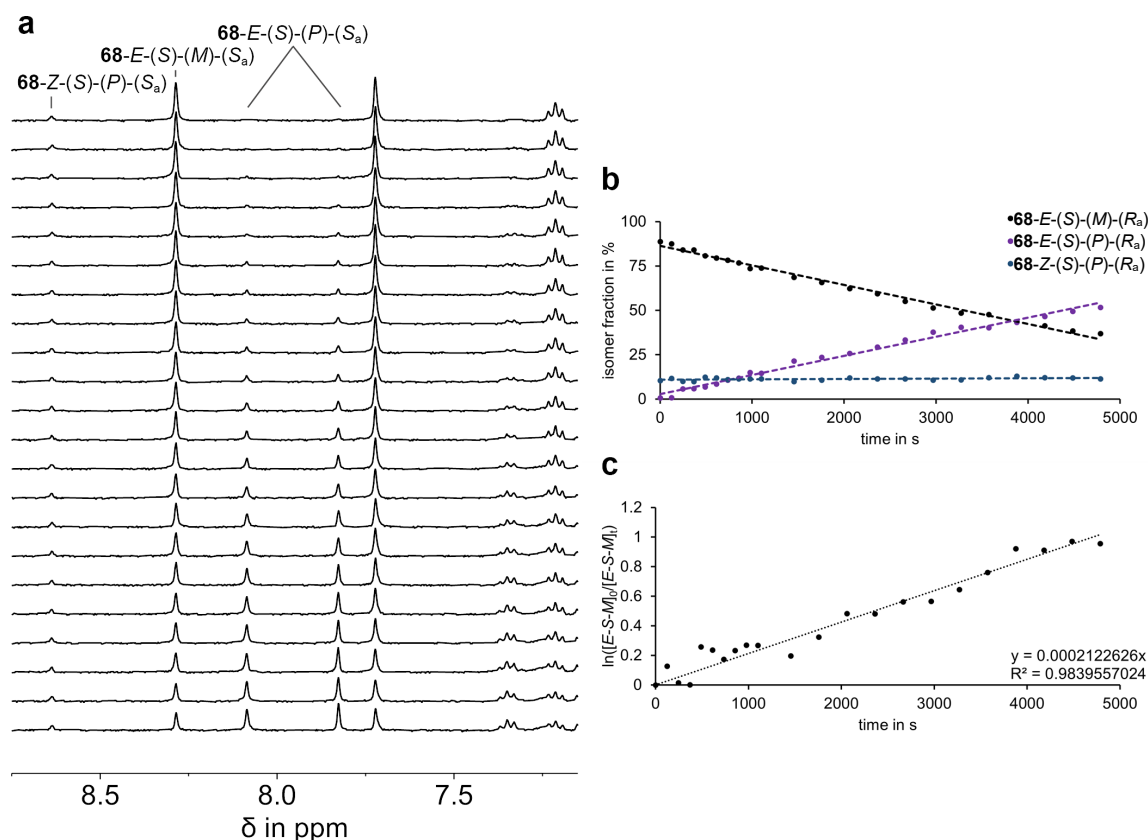 a
68-E-(S)-(P)-(Sa)
68-E-(S)-(M)-(Sa)
68-Z-(S)-(P)-(Sa)
8.5 8.0 7.5
δ in ppm
b
68-E-(S)-(M)-(Ra)
68-E-(S)-(P)-(Ra)
68-Z-(S)-(P)-(Ra)
isomer fraction in %
100
75
50
25
0
0 1000 2000 3000 4000 5000
time in s
c
ln([E-S-M]0/[E-S-M]t)
1.2
1
0.8
0.6
0.4
0.2
0
y = 0.0002122626x
R² = 0.9839557024
0 1000 2000 3000 4000 5000
time in s